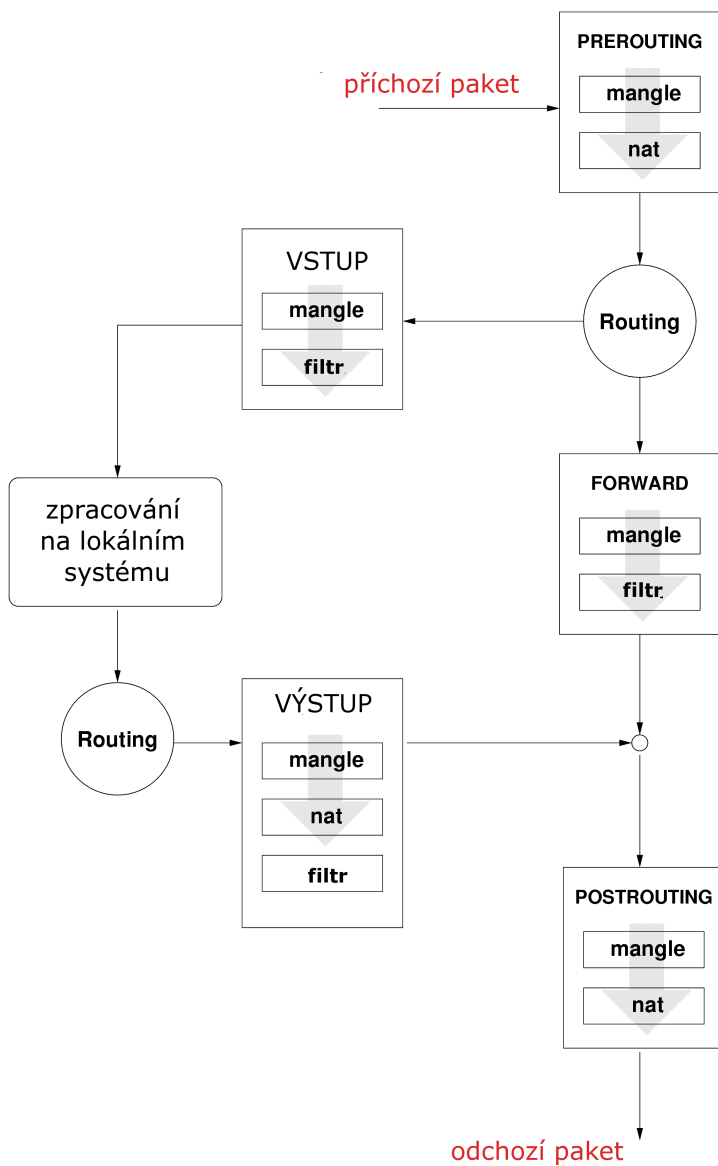 PREROUTING
příchozí paket
mangle
nat
VSTUP
mangle
filtr
Routing
FORWARD
mangle
filtr
zpracování
na lokálním
systému
Routing
VÝSTUP
mangle
nat
filtr
POSTROUTING
mangle
nat
odchozí paket